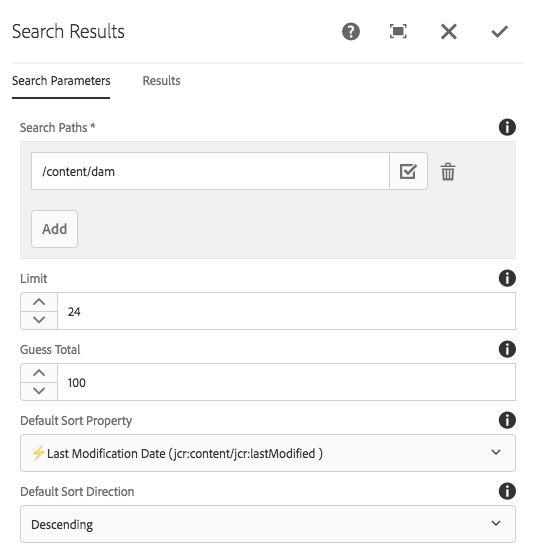 Search Results
Search Parameters Results
Search Paths *
/content/dam
Add
Limit
24
Guess Total
100
Default Sort Property
⚡Last Modification Date (jcr:content/jcr:lastModified )
Default Sort Direction
Descending